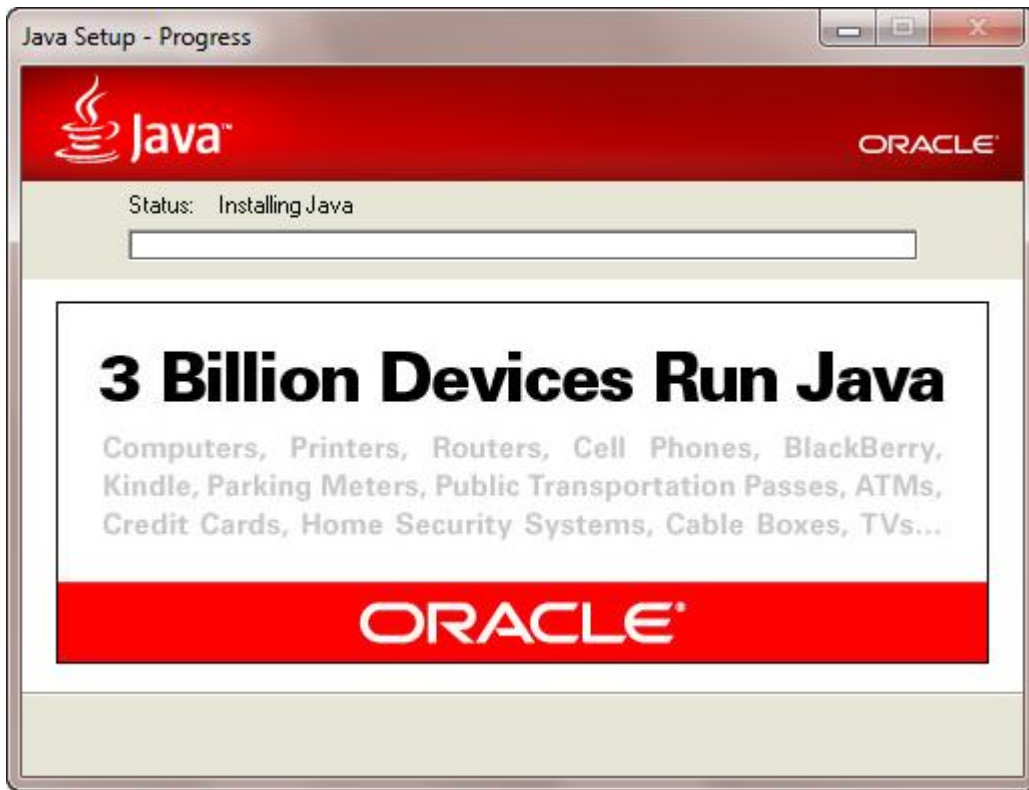 Java Setup - Progress
Java™
ORACLE®
Status: Installing Java
3 Billion Devices Run Java
Computers, Printers, Routers, Cell Phones, BlackBerry,
Kindle, Parking Meters, Public Transportation Passes, ATMs,
Credit Cards, Home Security Systems, Cable Boxes, TVs...
ORACLE®